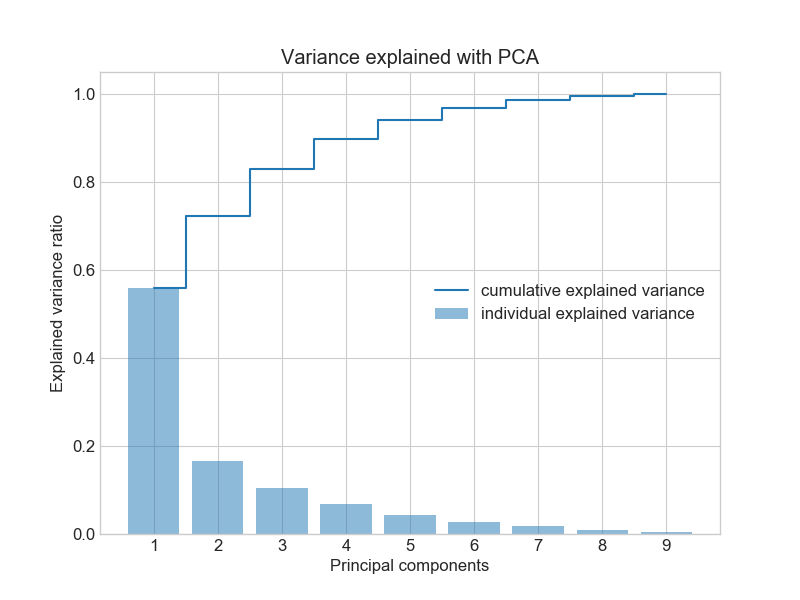 Variance explained with PCA
Explained variance ratio
1.0
0.8
0.6
0.4
0.2
0.0
cumulative explained variance
individual explained variance
1 2 3 4 5 6 7 8 9
Principal components